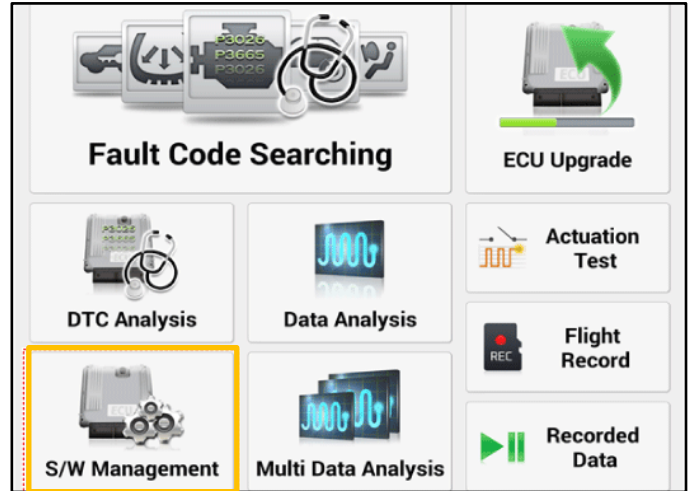 P3026
P3665
P3026
ECU
Fault Code Searching
ECU Upgrade
P3026
ECU
DTC Analysis
Data Analysis
Actuation
Test
REC
Flight
Record
ECU
S/W Management
Multi Data Analysis
Recorded
Data